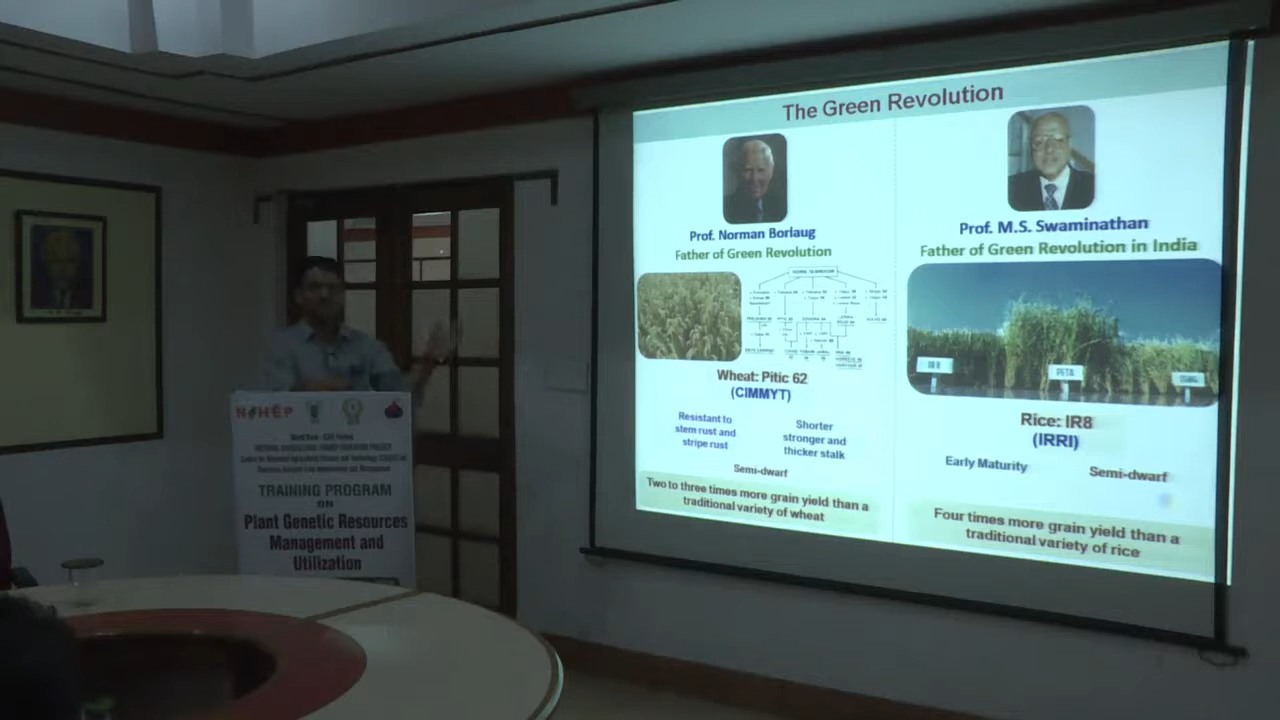 The Green Revolution
Prof. Norman Borlaug
Father of Green Revolution
Wheat: Pitic 62
(CIMMYT)
Resistant to
stem rust and
stripe rust
Shorter
stronger and
thicker stalk
Semi-dwarf
Two to three times more grain yield than a
traditional variety of wheat
Prof. M.S. Swaminathan
Father of Green Revolution in India
IR 8
PETA
Rice: IR8
(IRRI)
Early Maturity
Semi-dwarf
Four times more grain yield than a
traditional variety of rice
NAHEP
TRAINING PROGRAM
ON
Plant Genetic Resources
Management and
Utilization